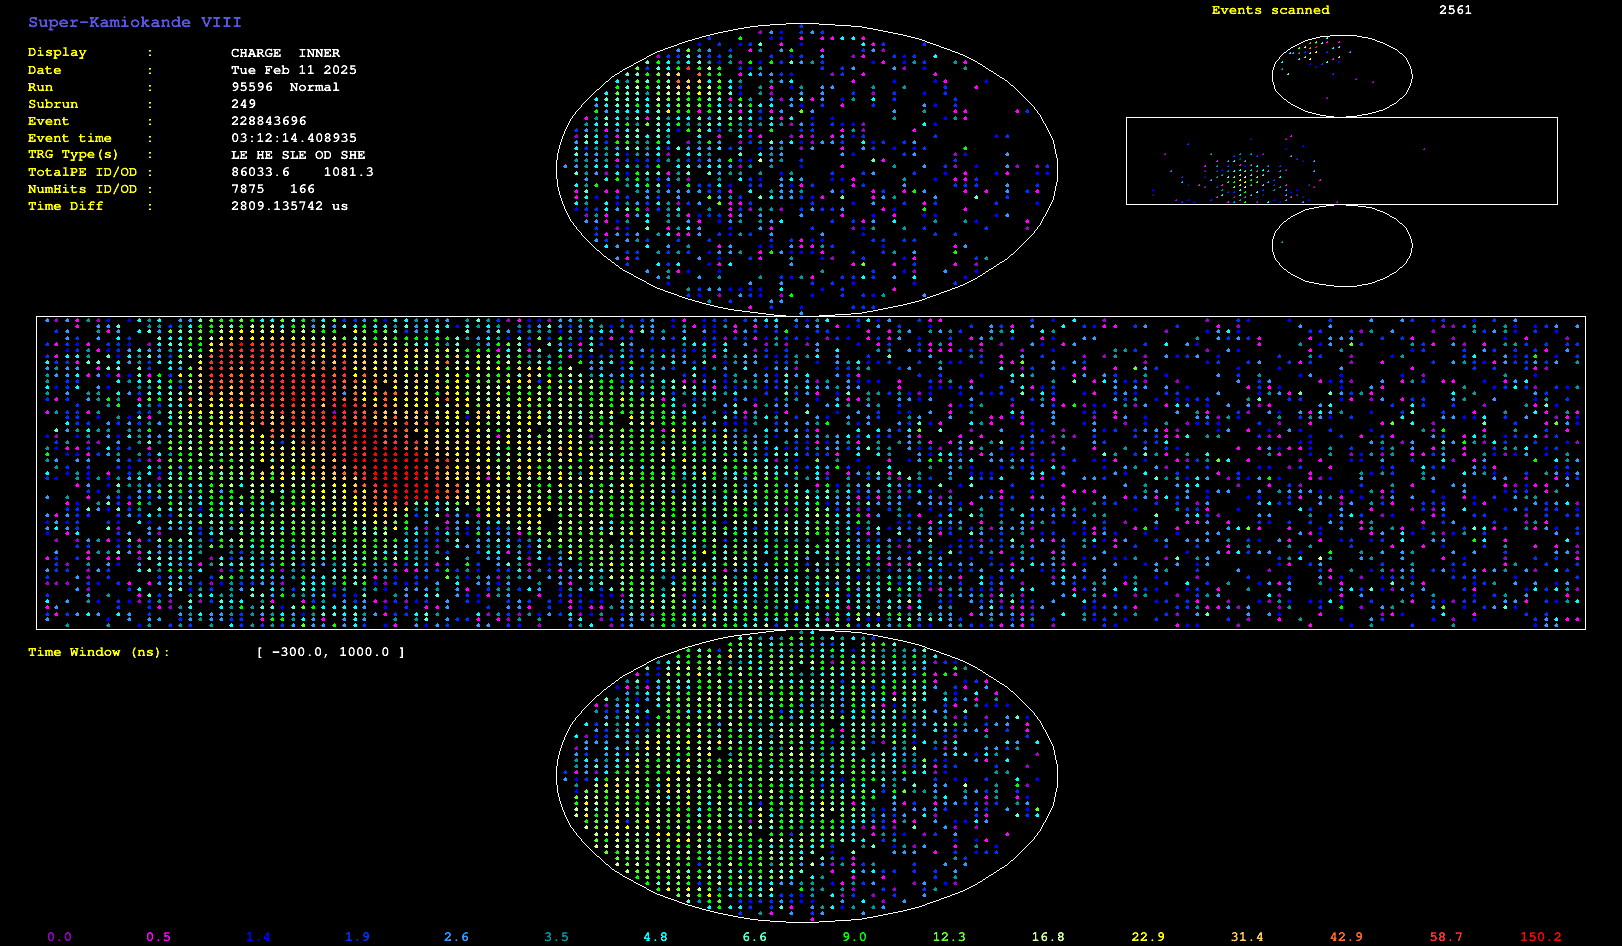 Super-Kamiokande VIII
Events scanned 2561
Display : CHARGE INNER
Date : Tue Feb 11 2025
Run : 95596 Normal
Subrun : 249
Event : 228843696
Event time : 03:12:14.408935
TRG Type(s) : LE HE SLE OD SHE
TotalPE ID/OD : 86033.6 1081.3
NumHits ID/OD : 7875 166
Time Diff : 2809.135742 us
Time Window (ns): [ -300.0, 1000.0 ]
0.0 0.5 1.4 1.9 2.6 3.5 4.8 6.6 9.0 12.3 16.8 22.9 31.4 42.9 58.7 150.2